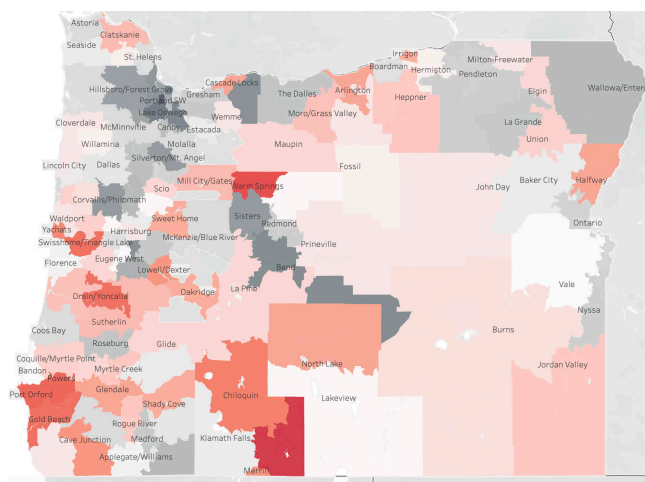 Astoria
Clatskanie
Seaside
St. Helens
Irrigon
Boardman
Milton-Freewater
Hermiston
Pendleton
Cascade Locks
Hillsboro/Forest Grove
Gresham
The Dalles
Arlington
Wallowa/Enter
Portland SW
Lake Oswego
Heppner
Elgin
Cloverdale
McMinnville
Canby
Estacada
Wemme
Moro/Grass Valley
La Grande
Willamina
Molalla
Maupin
Union
Lincoln City
Dallas
Silverton/Mt. Angel
Fossil
Mill City/Gates
Warm Springs
Scio
John Day
Baker City
Halfway
Corvallis/Philomath
Waldport
Sweet Home
Sisters
Redmond
Ontario
Yachats
Harrisburg
Swisshome/Triangle Lake
McKenzie/Blue River
Prineville
Florence
Eugene West
Lowell/Dexter
Bend
Oregon
Vale
Drain/Yoncalla
Oakridge
La Pine
Nyssa
Sutherlin
Coos Bay
Roseburg
Glide
Burns
Coquille/Myrtle Point
Bandon
Myrtle Creek
North Lake
Jordan Valley
Powers
Port Orford
Glendale
Shady Cove
Chiloquin
Lakeview
Gold Beach
Rogue River
Cave Junction
Medford
Klamath Falls
Applegate/Williams
Merrill